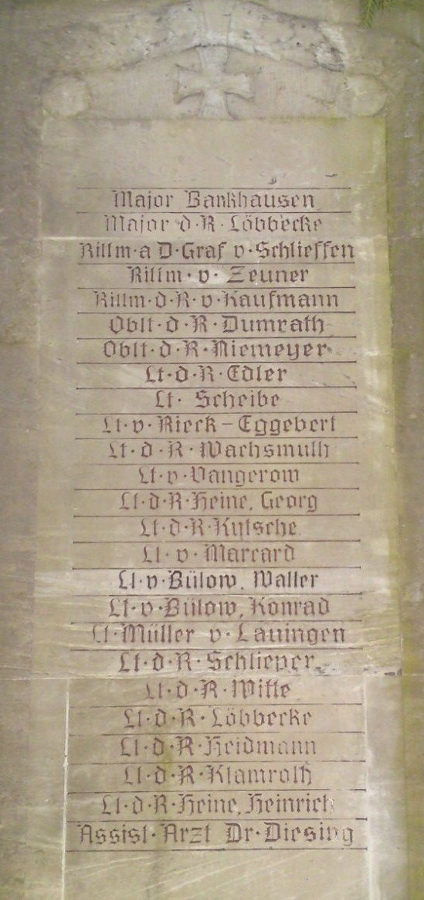 Major Bankhausen
Major d·R·Löbbecke
Rittm·a D·Graf v·Schlieffen
Rittm·v·Zeuner
Rittm·d·R·v·Kaufmann
Oblt·d·R·Dumrath
Oblt·d·R·Niemeyer
Lt·d·R·Edler
Lt·Scheibe
Lt·v·Rieck-Eggebert
Lt·d·R·Wachsmuth
Lt·v·Vangerow
Lt·d·R·Heine, Georg
Lt·d·R·Kytsche
Lt·v·Marcard
Lt·v·Bülow, Walter
Lt·v·Bülow, Konrad
Lt·Müller v·Lauingen
Lt·d·R·Schlieper
Lt·d·R·Witte
Lt·d·R·Löbbecke
Lt·d·R·Heidmann
Lt·d·R·Klamroth
Lt·d·R·Heine, Heinrich
Assist·Arzt Dr·Diesing